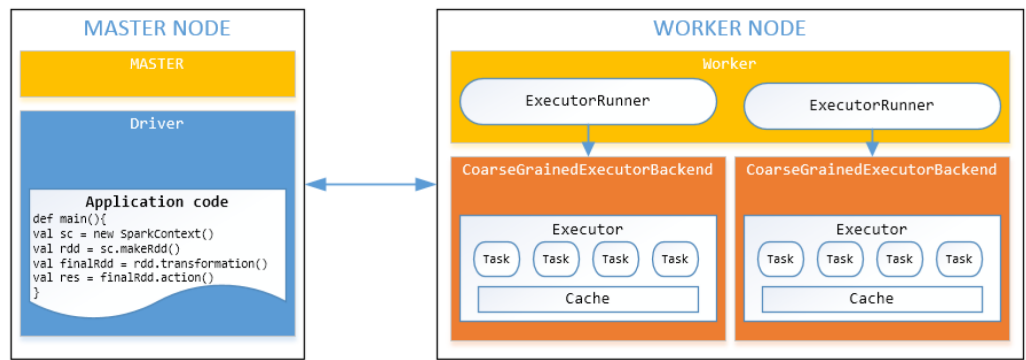 MASTER NODE
MASTER
Driver
Application code
def main(){
val sc = new SparkContext()
val rdd = sc.makeRdd()
val finalRdd = rdd.transformation()
val res = finalRdd.action()
}
WORKER NODE
Worker
ExecutorRunner
ExecutorRunner
CoarseGrainedExecutorBackend
Executor
Task Task Task Task
Cache
CoarseGrainedExecutorBackend
Executor
Task Task Task Task
Cache